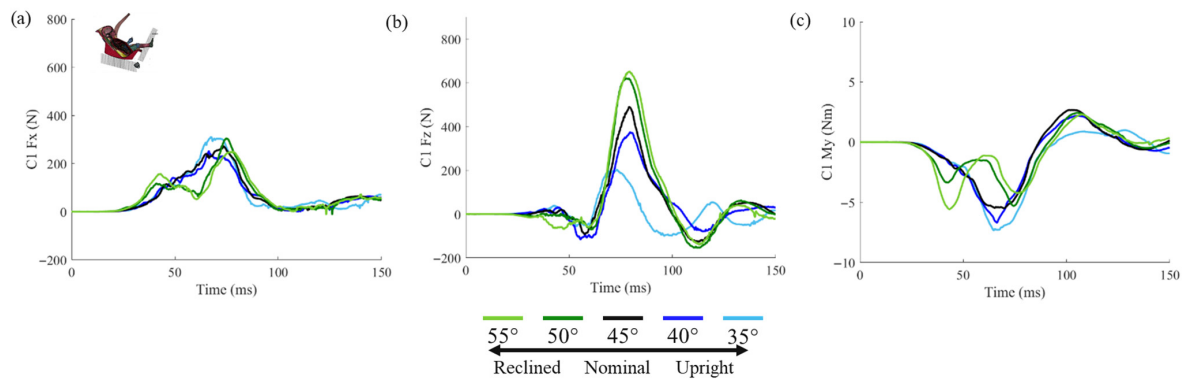 (a)
800
600
400
200
0
−200
C1 Fx (N)
0 50 100 150
Time (ms)
(b)
800
600
400
200
0
−200
C1 Fz (N)
0 50 100 150
Time (ms)
(c)
10
5
0
−5
−10
C1 My (Nm)
0 50 100 150
Time (ms)
55° 50° 45° 40° 35°
Reclined Nominal Upright